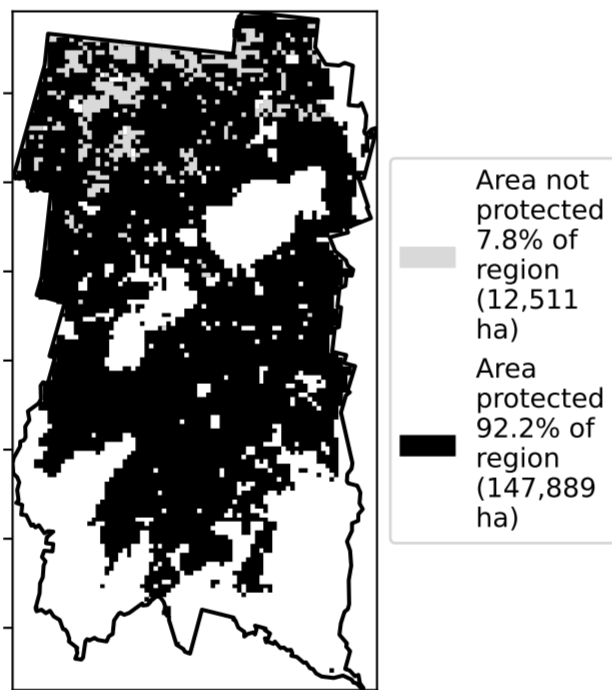 Area not
protected
7.8% of
region
(12,511
ha)
Area
protected
92.2% of
region
(147,889
ha)